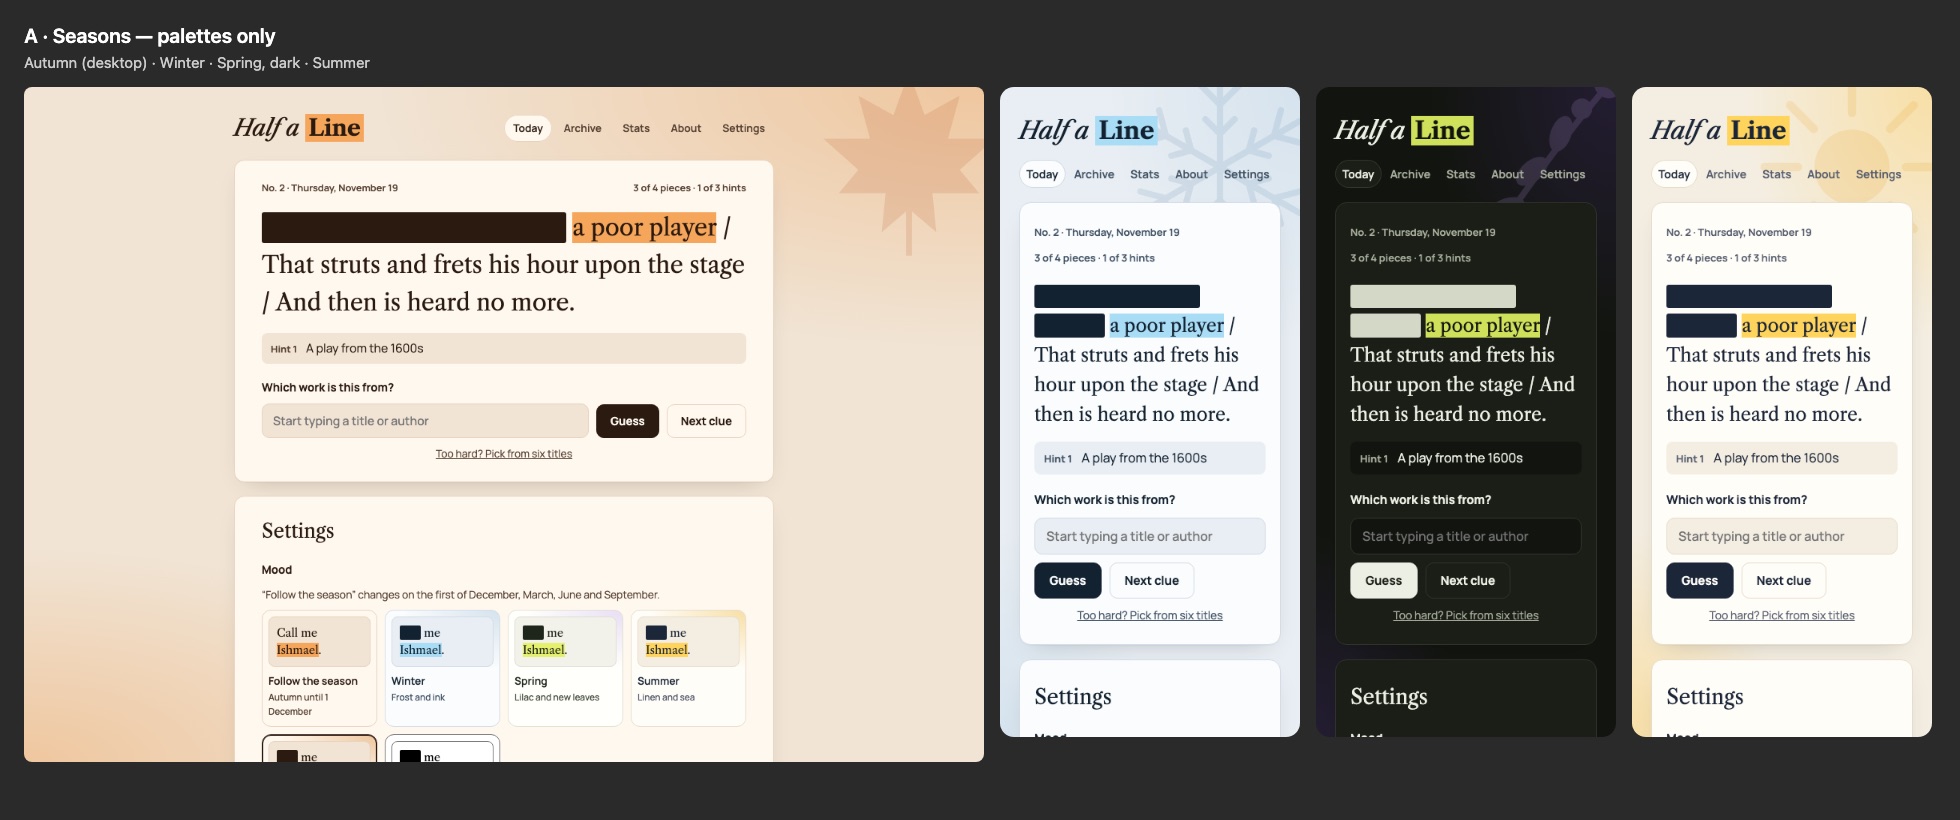 A · Seasons — palettes only
Autumn (desktop) · Winter · Spring, dark · Summer
Half a Line
Today Archive Stats About Settings
No. 2 · Thursday, November 19
3 of 4 pieces · 1 of 3 hints
a poor player /
That struts and frets his hour upon the stage
/ And then is heard no more.
Hint 1 A play from the 1600s
Which work is this from?
Start typing a title or author
Guess
Next clue
Too hard? Pick from six titles
Settings
Mood
"Follow the season" changes on the first of December, March, June and September.
Call me
Ishmael.
Follow the season
Autumn until 1
December
me
Ishmael.
Winter
Frost and ink
me
Ishmael.
Spring
Lilac and new leaves
me
Ishmael.
Summer
Linen and sea
me
me
Half a Line
Today Archive Stats About Settings
No. 2 · Thursday, November 19
3 of 4 pieces · 1 of 3 hints
a poor player /
That struts and frets his
hour upon the stage / And
then is heard no more.
Hint 1 A play from the 1600s
Which work is this from?
Start typing a title or author
Guess
Next clue
Too hard? Pick from six titles
Settings
Mood
Half a Line
Today Archive Stats About Settings
No. 2 · Thursday, November 19
3 of 4 pieces · 1 of 3 hints
a poor player /
That struts and frets his
hour upon the stage / And
then is heard no more.
Hint 1 A play from the 1600s
Which work is this from?
Start typing a title or author
Guess
Next clue
Too hard? Pick from six titles
Settings
Mood
Half a Line
Today Archive Stats About Settings
No. 2 · Thursday, November 19
3 of 4 pieces · 1 of 3 hints
a poor player /
That struts and frets his
hour upon the stage / And
then is heard no more.
Hint 1 A play from the 1600s
Which work is this from?
Start typing a title or author
Guess
Next clue
Too hard? Pick from six titles
Settings
Mood